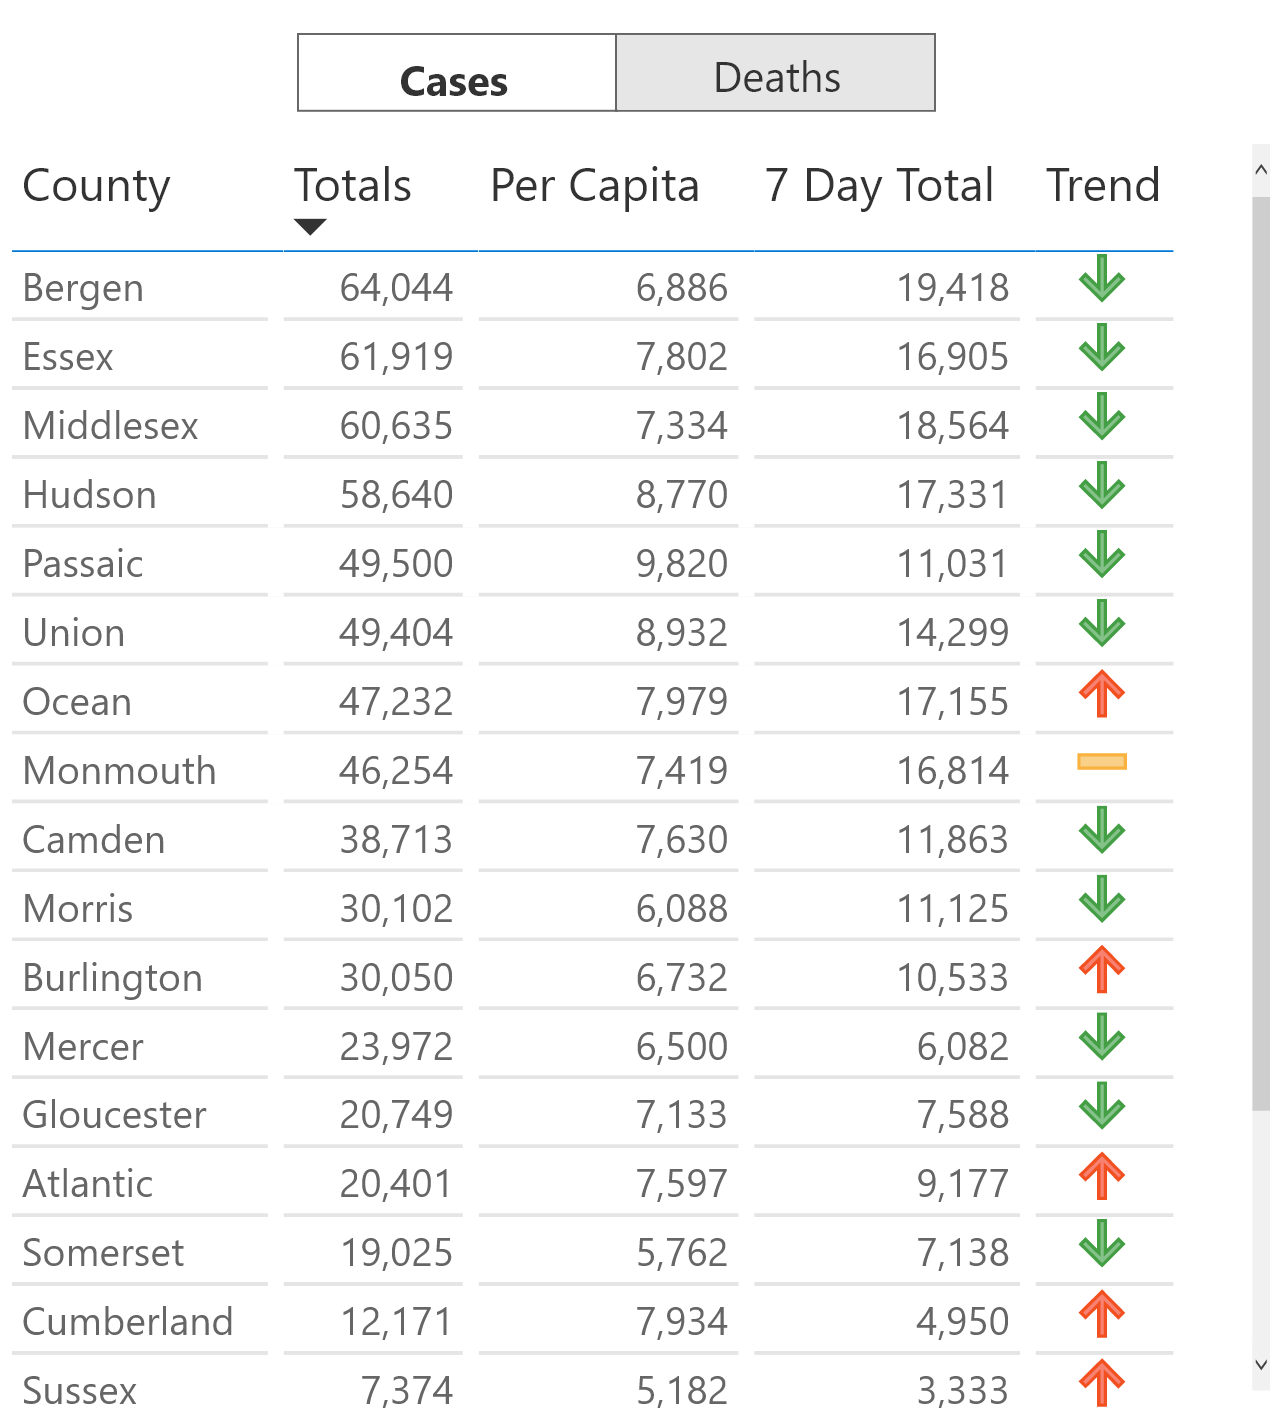 Cases Deaths
County Totals Per Capita 7 Day Total Trend
Bergen 64,044 6,886 19,418
Essex 61,919 7,802 16,905
Middlesex 60,635 7,334 18,564
Hudson 58,640 8,770 17,331
Passaic 49,500 9,820 11,031
Union 49,404 8,932 14,299
Ocean 47,232 7,979 17,155
Monmouth 46,254 7,419 16,814
Camden 38,713 7,630 11,863
Morris 30,102 6,088 11,125
Burlington 30,050 6,732 10,533
Mercer 23,972 6,500 6,082
Gloucester 20,749 7,133 7,588
Atlantic 20,401 7,597 9,177
Somerset 19,025 5,762 7,138
Cumberland 12,171 7,934 4,950
Sussex 7,374 5,182 3,333